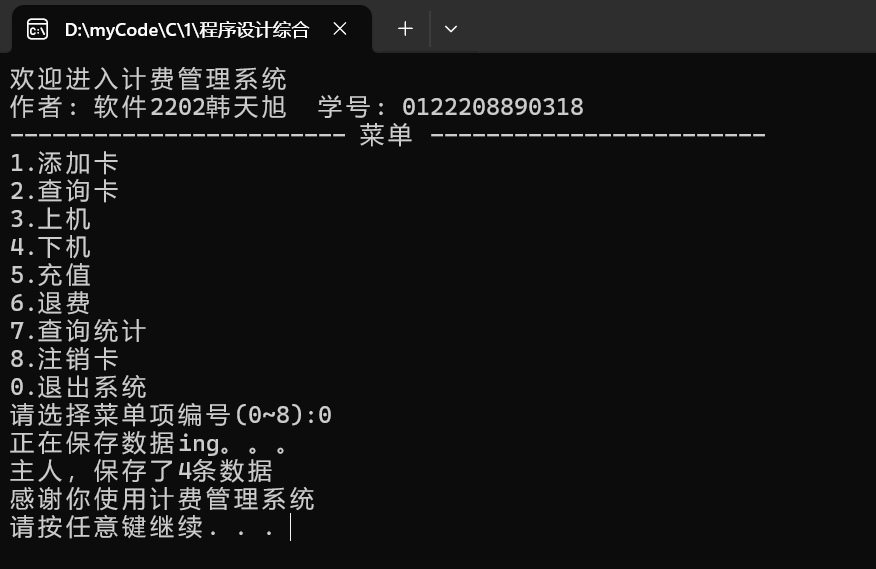 D:\myCode\C\1\程序设计综合
欢迎进入计费管理系统
作者: 软件2202韩天旭 学号: 0122208890318
------------------------ 菜单 ------------------------
1.添加卡
2.查询卡
3.上机
4.下机
5.充值
6.退费
7.查询统计
8.注销卡
0.退出系统
请选择菜单项编号(0~8):0
正在保存数据ing。。。
主人, 保存了4条数据
感谢你使用计费管理系统
请按任意键继续. . .